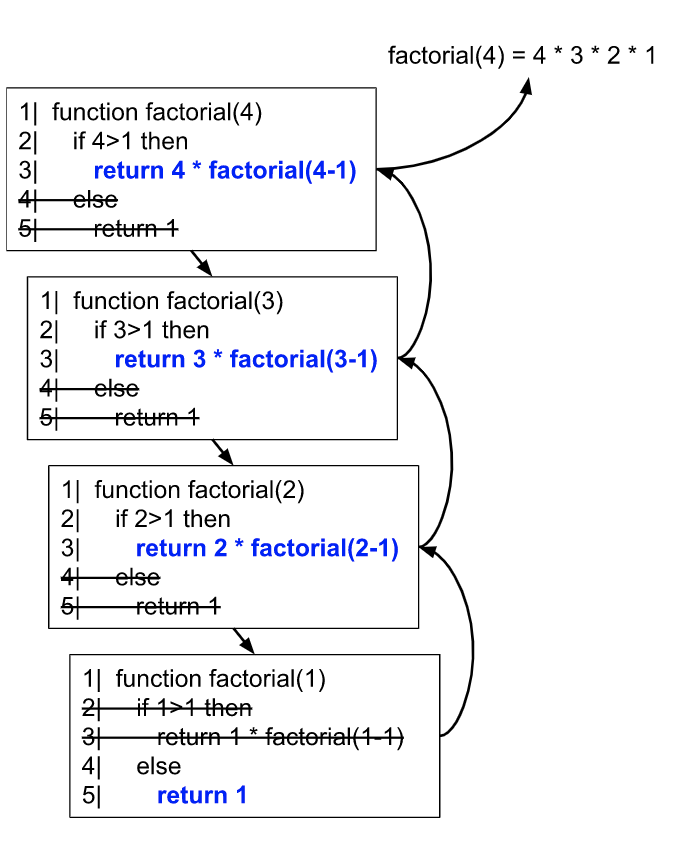 factorial(4) = 4 * 3 * 2 * 1
1| function factorial(4)
2| if 4>1 then
3| return 4 * factorial(4-1)
4| else
5| return 1
1| function factorial(3)
2| if 3>1 then
3| return 3 * factorial(3-1)
4| else
5| return 1
1| function factorial(2)
2| if 2>1 then
3| return 2 * factorial(2-1)
4| else
5| return 1
1| function factorial(1)
2| if 1>1 then
3| return 1 * factorial(1-1)
4| else
5| return 1